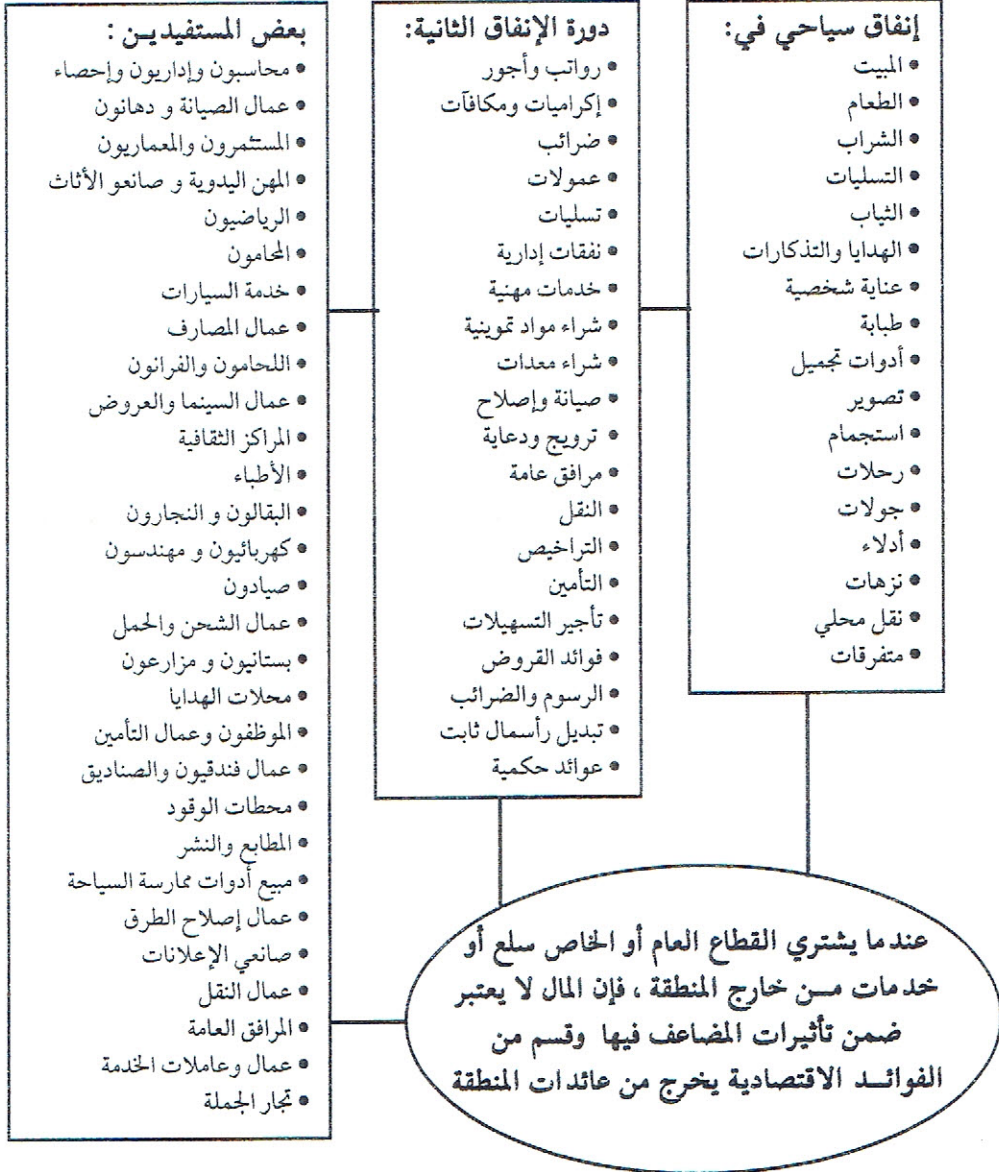 إنفاق سياحي في:
• المبيت
• الطعام
• الشراب
• التسليات
• الثياب
• الهدايا والتذكارات
• عناية شخصية
• طبابة
• أدوات تجميل
• تصوير
• استجمام
• رحلات
• جولات
• أدلاء
• نزهات
• نقل محلي
• متفرقات
دورة الإنفاق الثانية:
• رواتب وأجور
• إكراميات ومكافآت
• ضرائب
• عمولات
• تسليات
• نفقات إدارية
• خدمات مهنية
• شراء مواد تموينية
• شراء معدات
• صيانة وإصلاح
• ترويج ودعاية
• مرافق عامة
• النقل
• التراخيص
• التأمين
• تأجير التسهيلات
• فوائد القروض
• الرسوم والضرائب
• تبديل رأسمال ثابت
• عوائد حكمية
بعض المستفيديـن :
• محاسبون وإداريون وإحصاء
• عمال الصيانة و دهانون
• المستثمرون والمعماريون
• المهن اليدوية و صانعو الأثاث
• الرياضيون
• المحامون
• خدمة السيارات
• عمال المصارف
• اللحامون والفرانون
• عمال السينما والعروض
• المراكز الثقافية
• الأطباء
• البقالون و النجارون
• كهربائيون و مهندسون
• صيادون
• عمال الشحن والحمل
• بستانيون و مزارعون
• محلات الهدايا
• الموظفون وعمال التأمين
• عمال فندقيون والصناديق
• محطات الوقود
• المطابع والنشر
• مبيع أدوات ممارسة السياحة
• عمال إصلاح الطرق
• صانعي الإعلانات
• عمال النقل
• المرافق العامة
• عمال وعاملات الخدمة
• تجار الجملة
عندما يشتري القطاع العام أو الخاص سلع أو
خدمات مــن خارج المنطقة ، فإن المال لا يعتبر
ضمن تأثيرات المضاعف فيها وقسم من
الفوائــد الاقتصادية يخرج من عائدات المنطقة